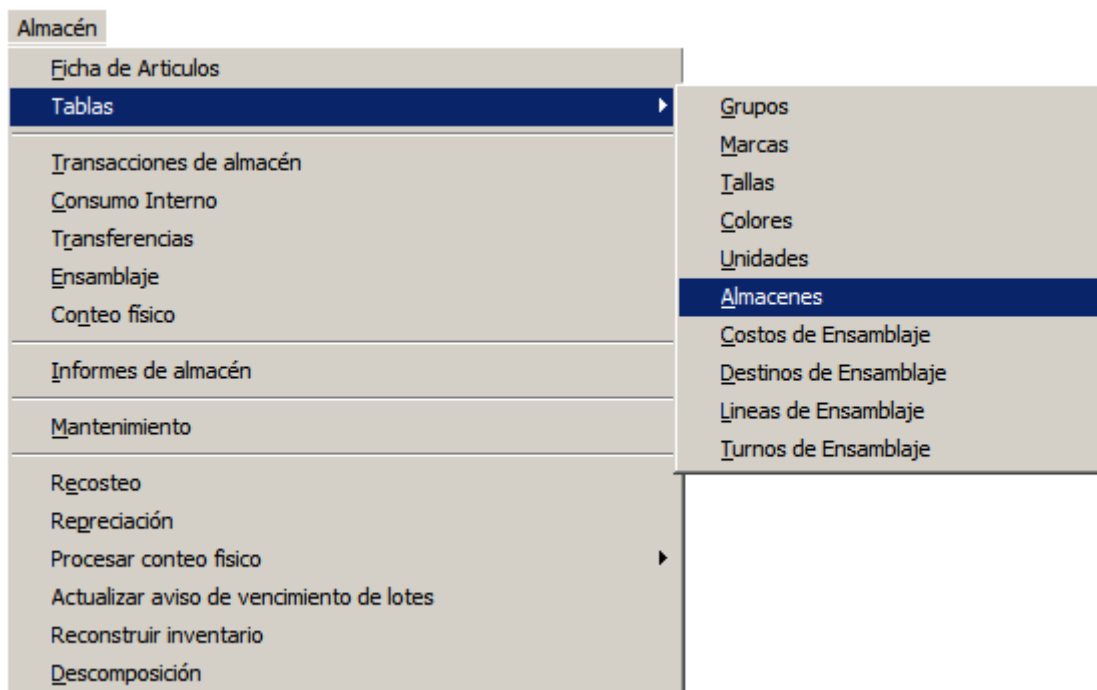 Almacén
Ficha de Articulos
Tablas
Transacciones de almacén
Consumo Interno
Transferencias
Ensamblaje
Conteo físico
Informes de almacén
Mantenimiento
Recosteo
Repreciación
Procesar conteo fisico
Actualizar aviso de vencimiento de lotes
Reconstruir inventario
Descomposición
Grupos
Marcas
Tallas
Colores
Unidades
Almacenes
Costos de Ensamblaje
Destinos de Ensamblaje
Lineas de Ensamblaje
Turnos de Ensamblaje